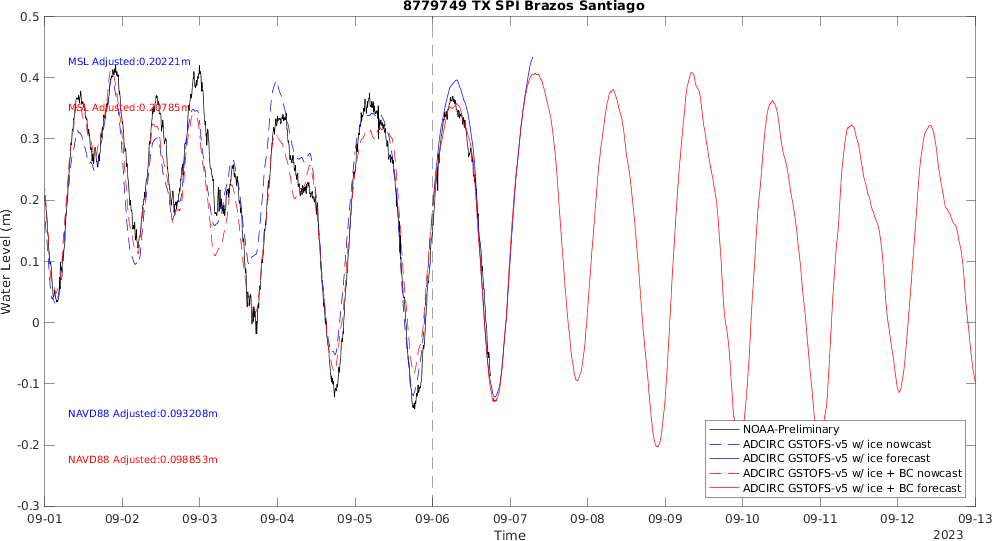 8779749 TX SPI Brazos Santiago
0.5
0.4
0.3
0.2
0.1
0
-0.1
-0.2
-0.3
Water Level (m)
MSL Adjusted:0.20221m
MSL Adjusted:0.20785m
NAVD88 Adjusted:0.093208m
NAVD88 Adjusted:0.098853m
NOAA-Preliminary
ADCIRC GSTOFS-v5 w/ ice nowcast
ADCIRC GSTOFS-v5 w/ ice forecast
ADCIRC GSTOFS-v5 w/ ice + BC nowcast
ADCIRC GSTOFS-v5 w/ ice + BC forecast
09-01 09-02 09-03 09-04 09-05 09-06 09-07 09-08 09-09 09-10 09-11 09-12 09-13
Time
2023